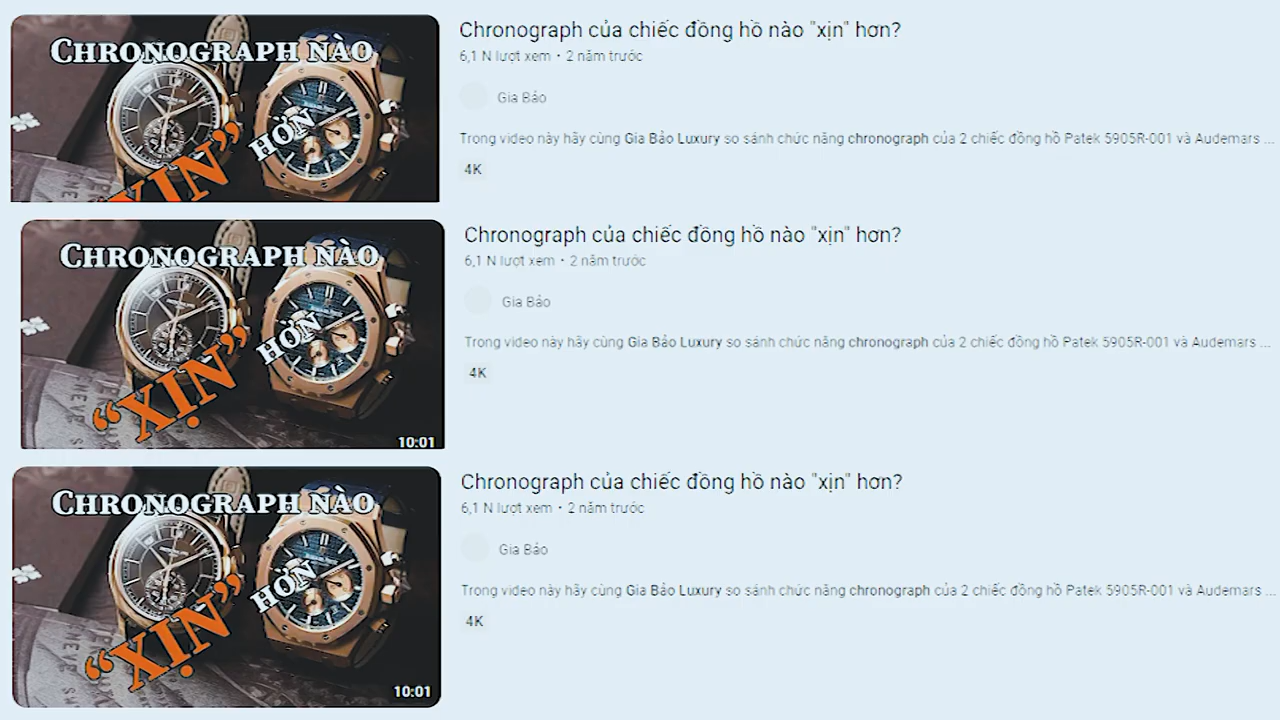 CHRONOGRAPH NÀO
"XỊN"
HƠN
Chronograph của chiếc đồng hồ nào "xịn" hơn?
6,1 N lượt xem • 2 năm trước
Gia Bảo
Trong video này hãy cùng Gia Bảo Luxury so sánh chức năng chronograph của 2 chiếc đồng hồ Patek 5905R-001 và Audemars ...
4K
CHRONOGRAPH NÀO
"XỊN"
HƠN
10:01
Chronograph của chiếc đồng hồ nào "xịn" hơn?
6,1 N lượt xem • 2 năm trước
Gia Bảo
Trong video này hãy cùng Gia Bảo Luxury so sánh chức năng chronograph của 2 chiếc đồng hồ Patek 5905R-001 và Audemars ...
4K
CHRONOGRAPH NÀO
"XỊN"
HƠN
10:01
Chronograph của chiếc đồng hồ nào "xịn" hơn?
6,1 N lượt xem • 2 năm trước
Gia Bảo
Trong video này hãy cùng Gia Bảo Luxury so sánh chức năng chronograph của 2 chiếc đồng hồ Patek 5905R-001 và Audemars ...
4K